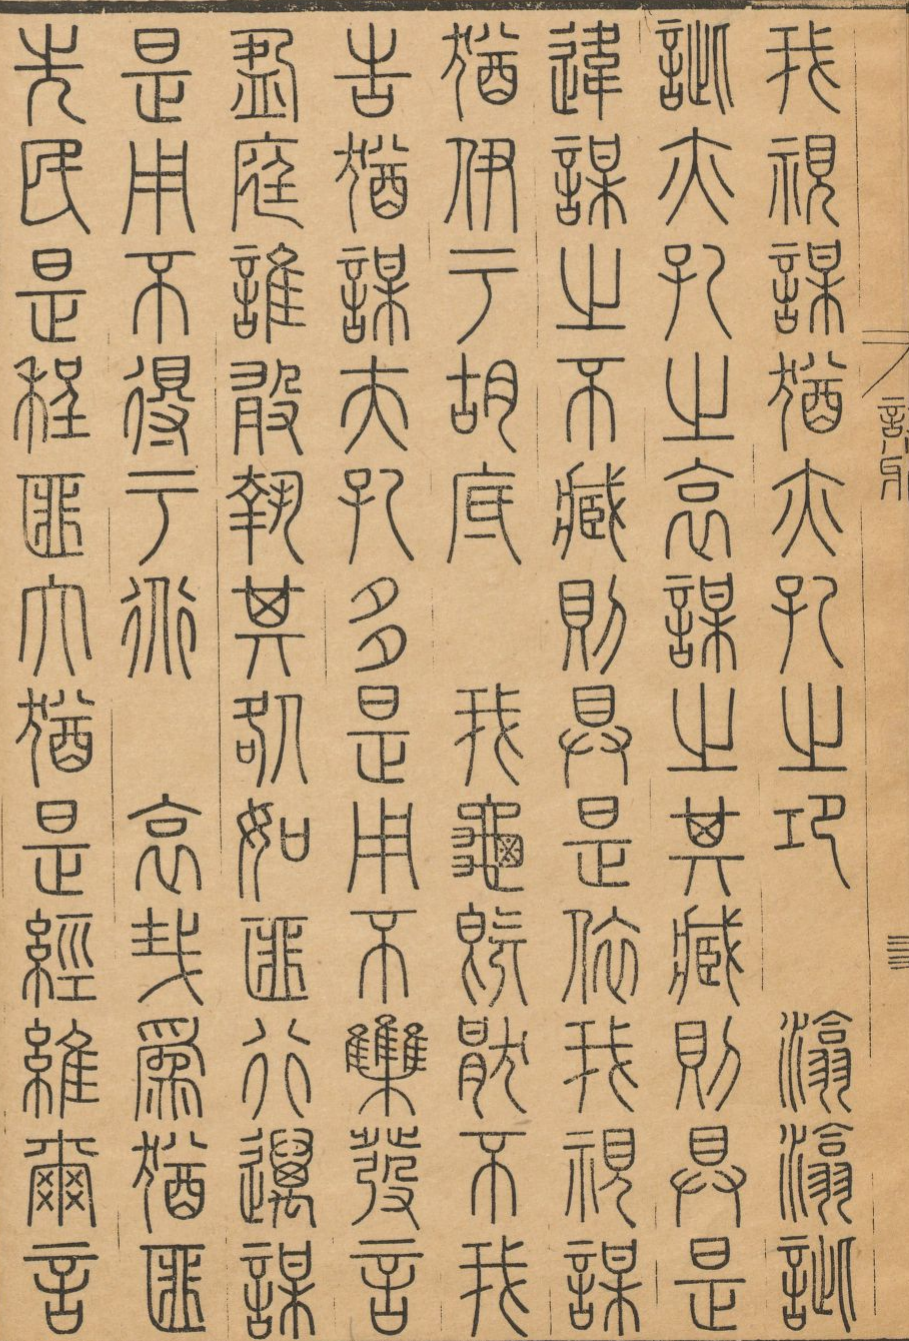 我視謀猶亦孔之邛 潝潝訿
訿亦孔之哀謀之其臧則具是
違謀之不臧則具是依我視謀
猶伊于胡底 我龜既厭不我
告猶謀夫孔多是用不集發言
盈庭誰敢執其咎如匪行邁謀
是用不得于道 哀哉為猶匪
先民是程匪大猶是經維爾言